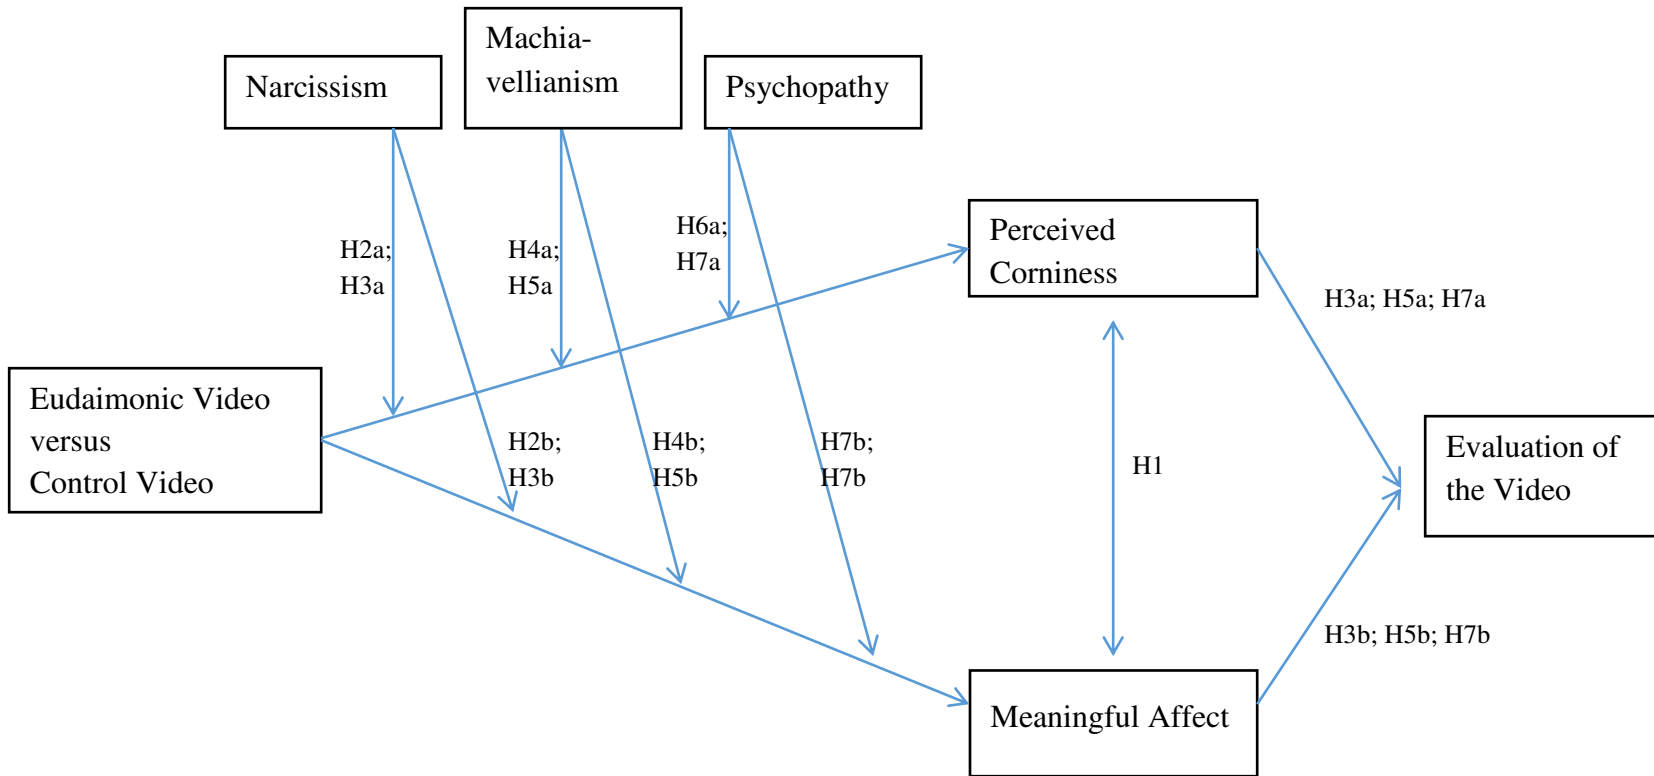 Narcissism
Machia-
vellianism
Psychopathy
H2a;
H3a
H4a;
H5a
H6a;
H7a
Perceived
Corniness
H3a; H5a; H7a
Eudaimonic Video
versus
Control Video
H2b;
H3b
H4b;
H5b
H7b;
H7b
H1
Evaluation of
the Video
H3b; H5b; H7b
Meaningful Affect